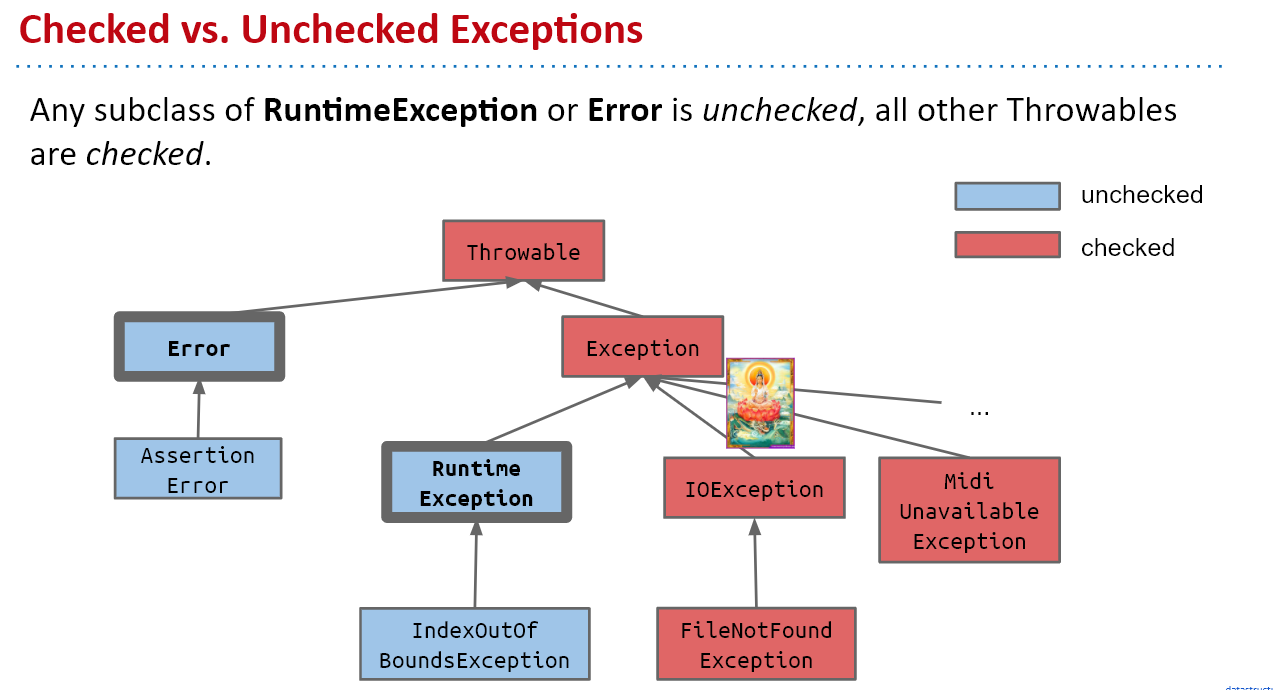 Checked vs. Unchecked Exceptions
Any subclass of RuntimeException or Error is unchecked, all other Throwables
are checked.
unchecked
checked
Throwable
Error
Exception
...
Assertion
Error
Runtime
Exception
IOException
Midi
Unavailable
Exception
IndexOutOf
BoundsException
FileNotFound
Exception